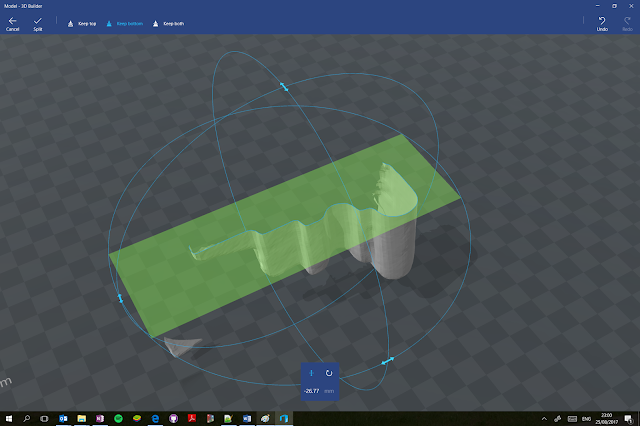 Model - 3D Builder
Cancel
Split
Keep top
Keep bottom
Keep both
Undo
Redo
m
-26.77 mm
ENG
23:00
25/08/2017